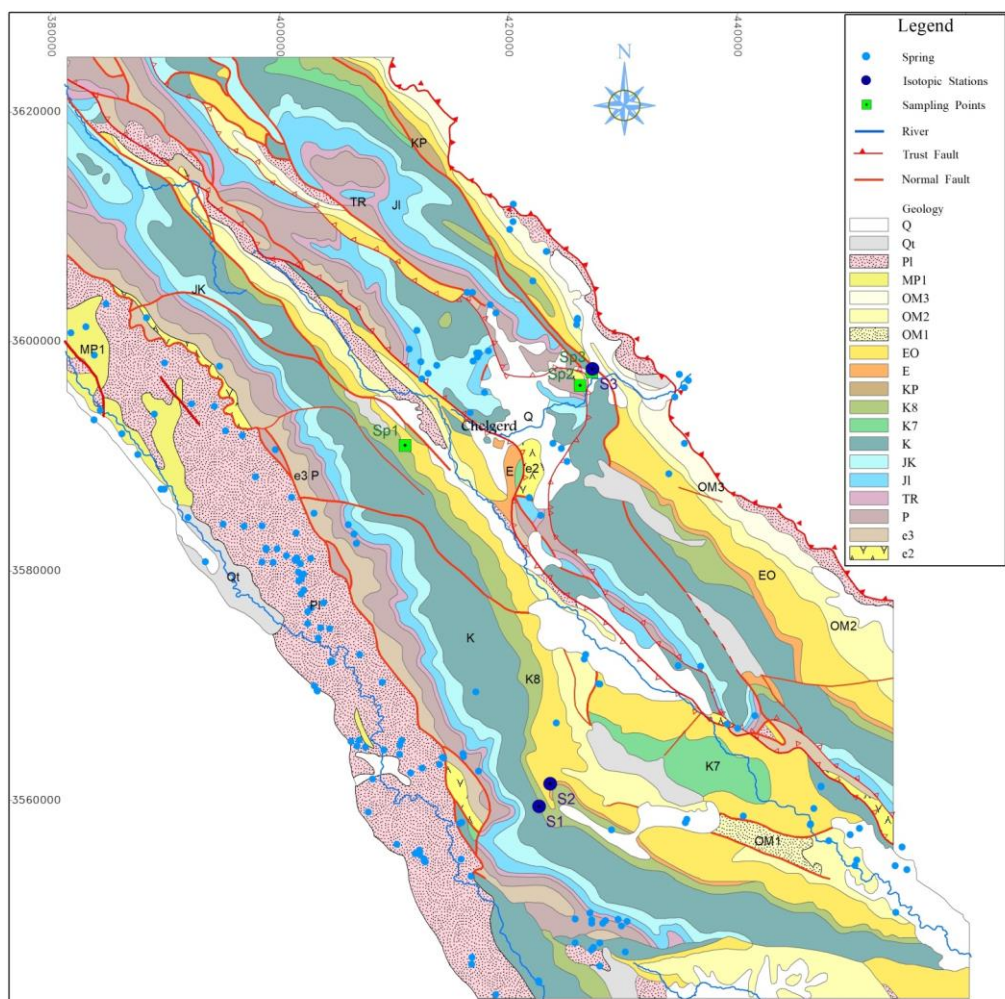 380000
400000
420000
440000
3620000
3600000
3580000
3560000
N
Legend
Spring
Isotopic Stations
Sampling Points
River
Trust Fault
Normal Fault
Geology
Q
Qt
Pl
MP1
OM3
OM2
OM1
EO
E
KP
K8
K7
K
JK
Jl
TR
P
e3
e2
KP
TR
Jl
JK
MP1
Sp3
Sp2
S3
Q
Chelgerd
Sp1
E
e2
e3 P
OM3
Qt
Pl
EO
OM2
K
K8
K7
S2
S1
OM1